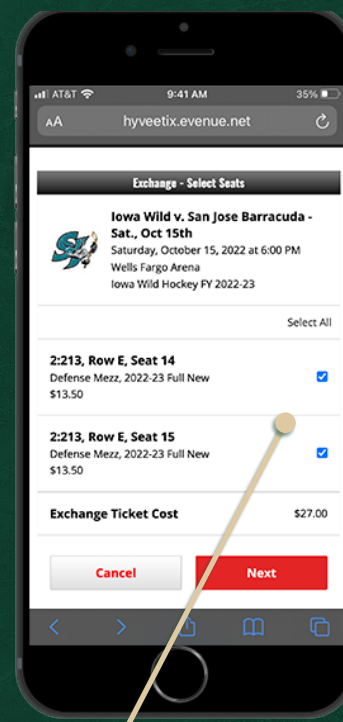 AT&T 9:41 AM 35%
AA hyveetix.evenue.net
Exchange - Select Seats
SJ
Iowa Wild v. San Jose Barracuda -
Sat., Oct 15th
Saturday, October 15, 2022 at 6:00 PM
Wells Fargo Arena
Iowa Wild Hockey FY 2022-23
Select All
2:213, Row E, Seat 14
Defense Mezz, 2022-23 Full New
$13.50
2:213, Row E, Seat 15
Defense Mezz, 2022-23 Full New
$13.50
Exchange Ticket Cost $27.00
Cancel Next